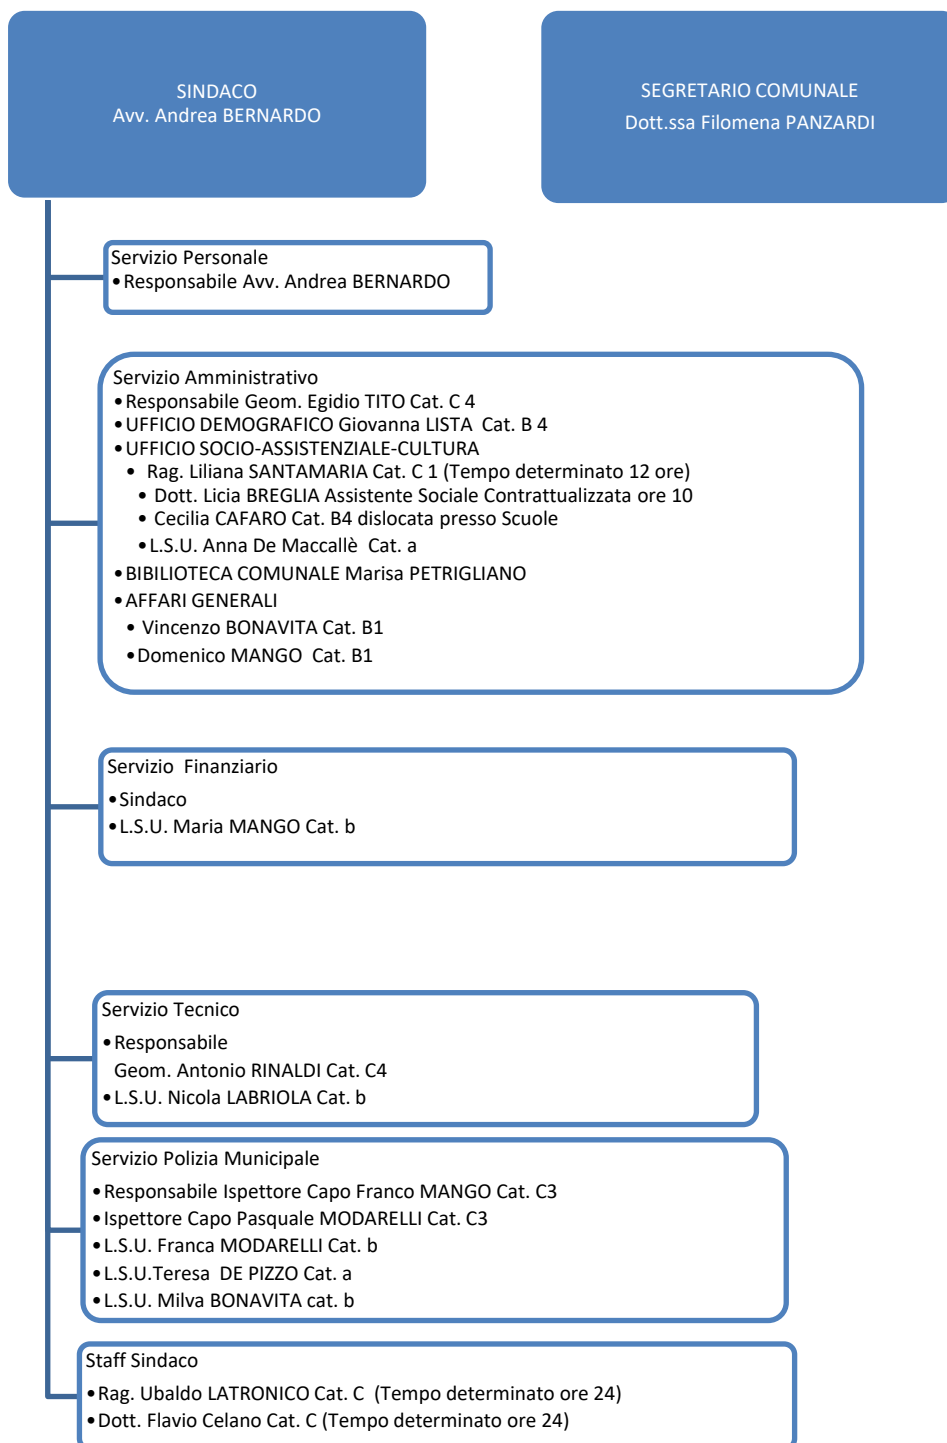 SINDACO
Avv. Andrea BERNARDO
SEGRETARIO COMUNALE
Dott.ssa Filomena PANZARDI
Servizio Personale
•Responsabile Avv. Andrea BERNARDO
Servizio Amministrativo
•Responsabile Geom. Egidio TITO Cat. C 4
•UFFICIO DEMOGRAFICO Giovanna LISTA Cat. B 4
•UFFICIO SOCIO-ASSISTENZIALE-CULTURA
• Rag. Liliana SANTAMARIA Cat. C 1 (Tempo determinato 12 ore)
• Dott. Licia BREGLIA Assistente Sociale Contrattualizzata ore 10
• Cecilia CAFARO Cat. B4 dislocata presso Scuole
•L.S.U. Anna De Maccallè Cat. a
•BIBILIOTECA COMUNALE Marisa PETRIGLIANO
•AFFARI GENERALI
• Vincenzo BONAVITA Cat. B1
•Domenico MANGO Cat. B1
Servizio Finanziario
•Sindaco
•L.S.U. Maria MANGO Cat. b
Servizio Tecnico
•Responsabile
Geom. Antonio RINALDI Cat. C4
•L.S.U. Nicola LABRIOLA Cat. b
Servizio Polizia Municipale
•Responsabile Ispettore Capo Franco MANGO Cat. C3
•Ispettore Capo Pasquale MODARELLI Cat. C3
•L.S.U. Franca MODARELLI Cat. b
•L.S.U.Teresa DE PIZZO Cat. a
•L.S.U. Milva BONAVITA cat. b
Staff Sindaco
•Rag. Ubaldo LATRONICO Cat. C (Tempo determinato ore 24)
•Dott. Flavio Celano Cat. C (Tempo determinato ore 24)